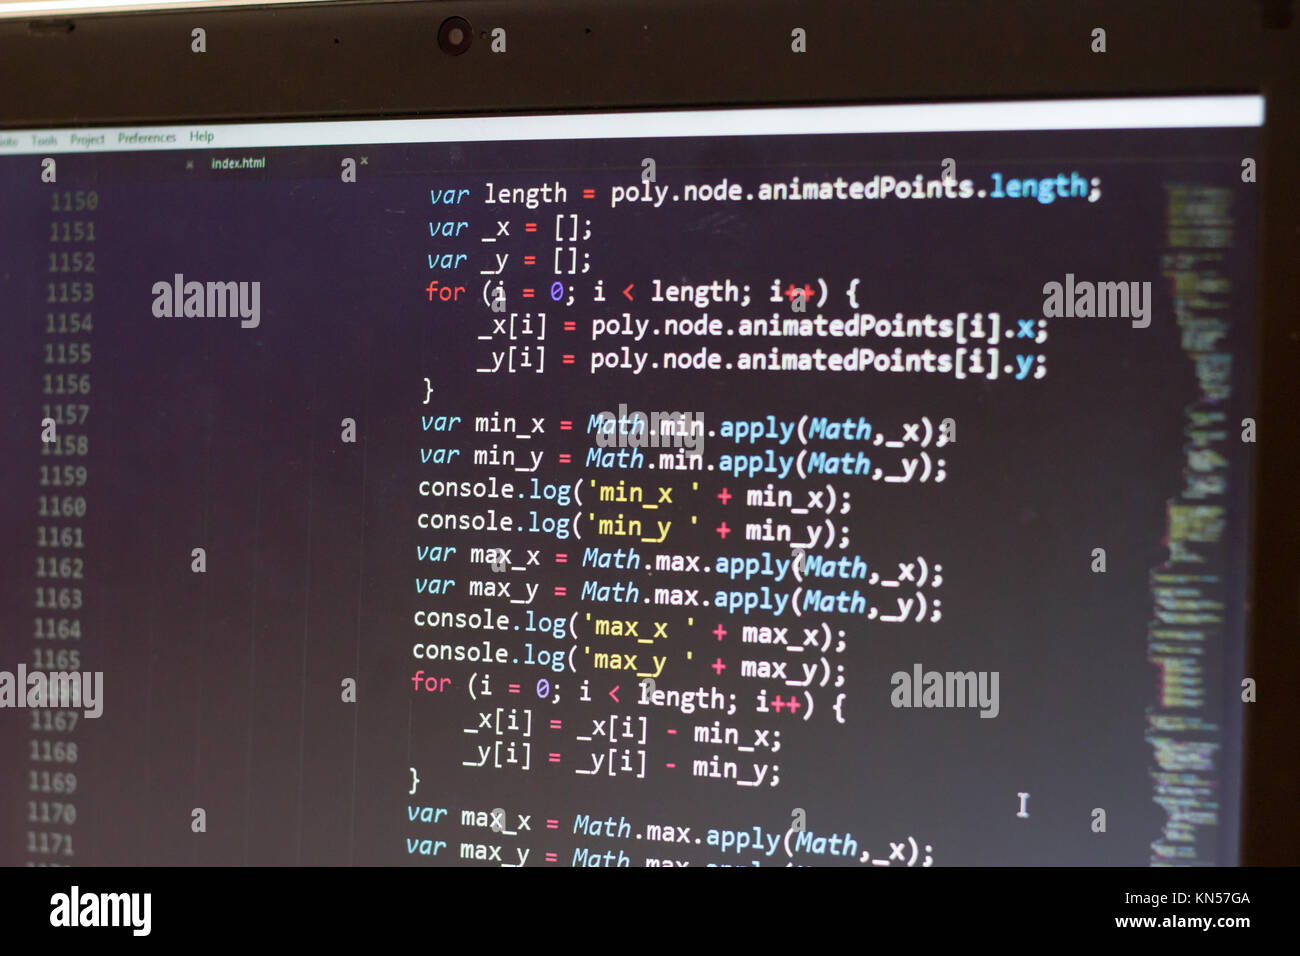 Tools Project Preferences Help
index.html
1150 var length = poly.node.animatedPoints.length;
1151 var _x = [];
1152 var _y = [];
1153 for (i = 0; i < length; i++) {
1154 _x[i] = poly.node.animatedPoints[i].x;
1155 _y[i] = poly.node.animatedPoints[i].y;
1156 }
1157 var min_x = Math.min.apply(Math,_x);
1158 var min_y = Math.min.apply(Math,_y);
1159 console.log('min_x ' + min_x);
1160 console.log('min_y ' + min_y);
1161 var max_x = Math.max.apply(Math,_x);
1162 var max_y = Math.max.apply(Math,_y);
1163 console.log('max_x ' + max_x);
1164 console.log('max_y ' + max_y);
1165 for (i = 0; i < length; i++) {
_x[i] = _x[i] - min_x;
1167 _y[i] = _y[i] - min_y;
1168 }
1169 var max_x = Math.max.apply(Math,_x);
1170 var max_y = Math.max.apply(
1171
alamy
alamy
alamy
alamy
alamy
alamy
Image ID: KN57GA
www.alamy.com